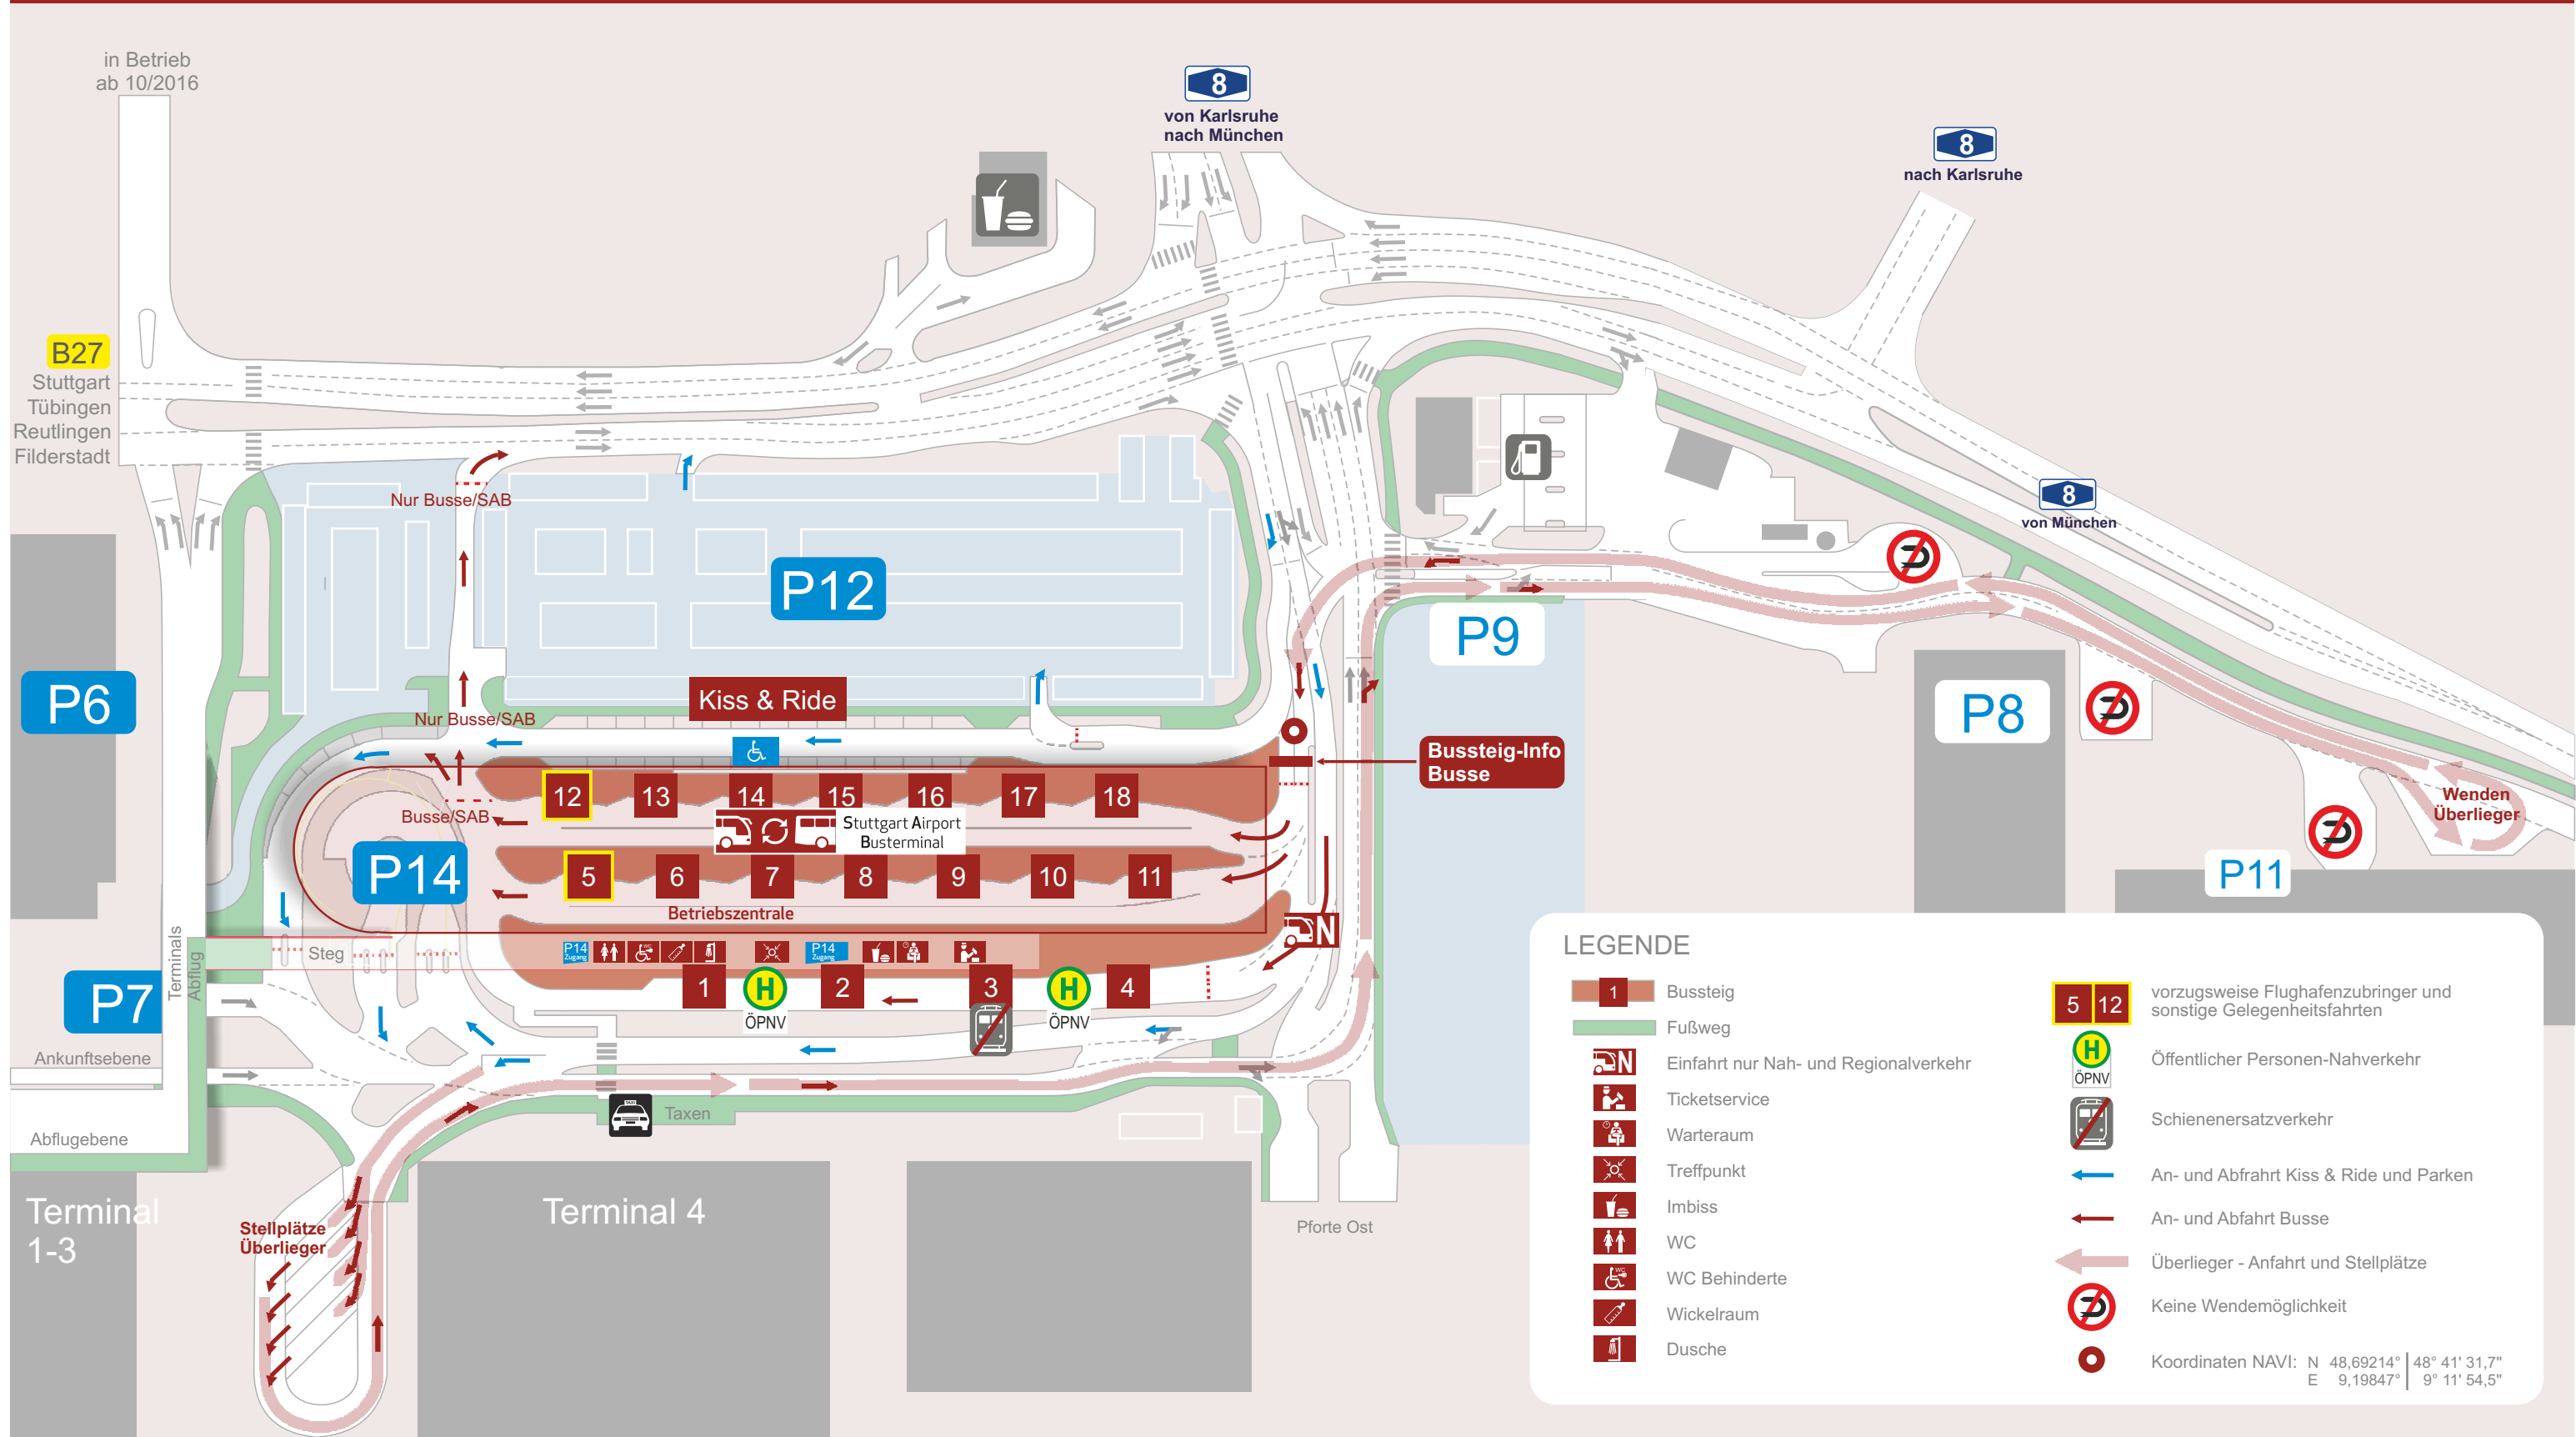 in Betrieb
ab 10/2016
8
von Karlsruhe
nach München
8
nach Karlsruhe
B27
Stuttgart
Tübingen
Reutlingen
Filderstadt
8
von München
Nur Busse/SAB
P12
P9
P6
P8
Kiss & Ride
Nur Busse/SAB
Bussteig-Info
Busse
12
13
14
15
16
17
18
Busse/SAB
Stuttgart Airport
Busterminal
Wenden
Überlieger
P14
5
6
7
8
9
10
11
P11
Betriebszentrale
N
Terminals
Abflug
Steg
P14
Zugang
WC
P14
Zugang
P7
1
H
ÖPNV
2
3
H
ÖPNV
4
Ankunftsebene
TAXI
Taxen
Abflugebene
Terminal
1-3
Terminal 4
Stellplätze
Überlieger
Pforte Ost
LEGENDE
1 Bussteig
Fußweg
N Einfahrt nur Nah- und Regionalverkehr
Ticketservice
Warteraum
Treffpunkt
Imbiss
WC
WC WC Behinderte
Wickelraum
Dusche
5 12 vorzugsweise Flughafenzubringer und
sonstige Gelegenheitsfahrten
H
ÖPNV
Öffentlicher Personen-Nahverkehr
Schienenersatzverkehr
An- und Abfrahrt Kiss & Ride und Parken
An- und Abfahrt Busse
Überlieger - Anfahrt und Stellplätze
Keine Wendemöglichkeit
Koordinaten NAVI: N 48,69214° | 48° 41' 31,7"
E 9,19847° | 9° 11' 54,5"